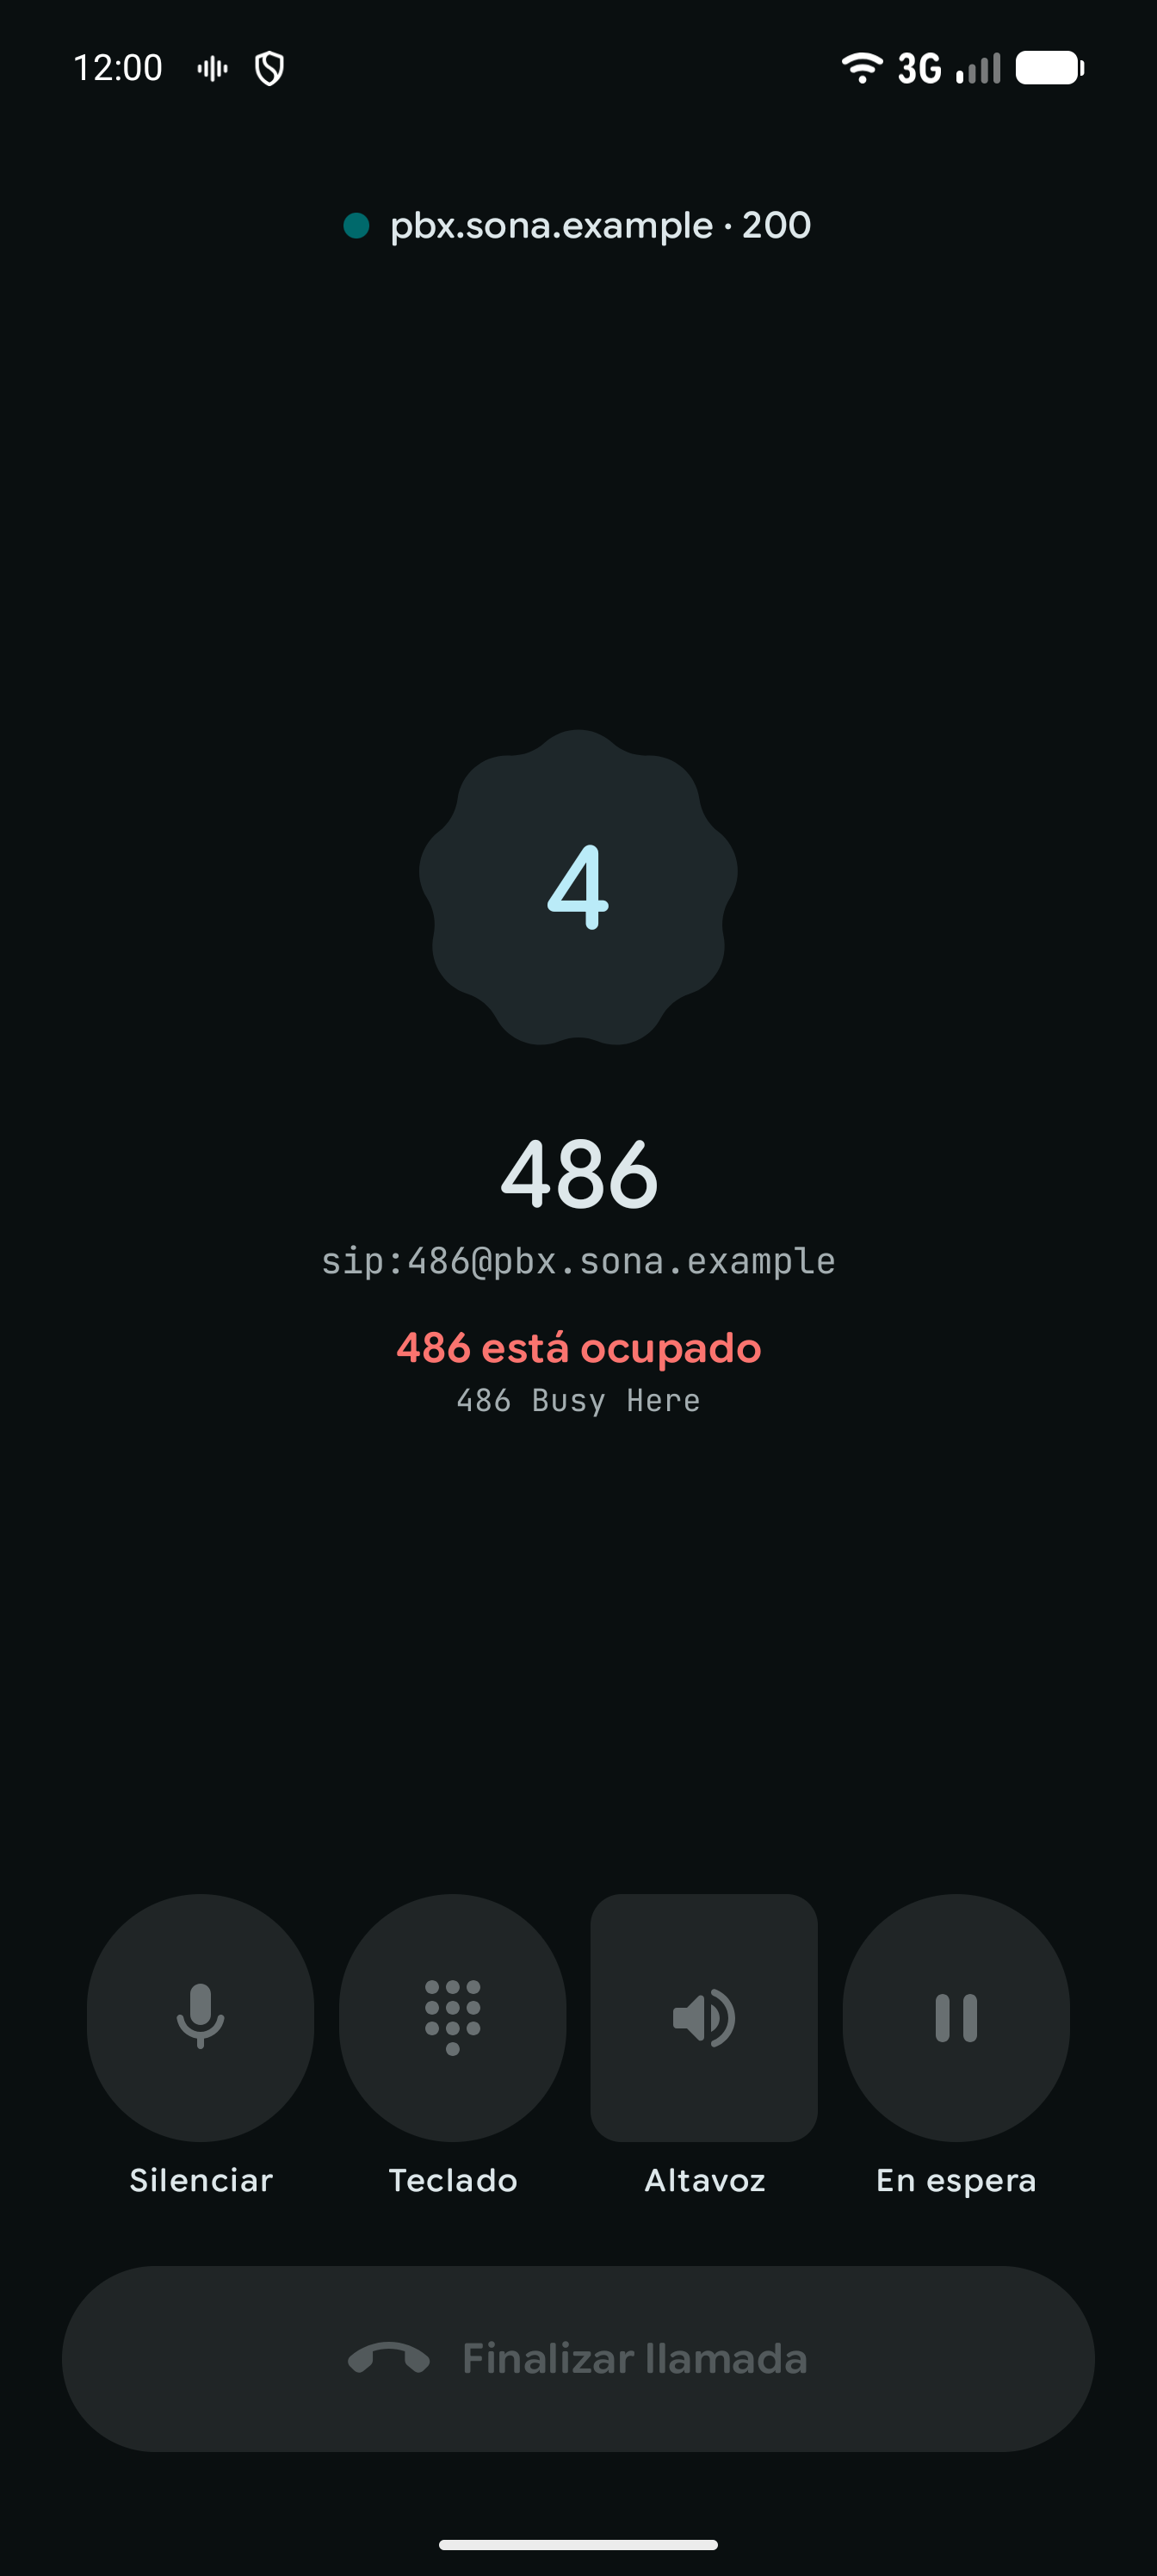 12:00 3G
pbx.sona.example · 200
4
486
sip:486@pbx.sona.example
486 está ocupado
486 Busy Here
Silenciar Teclado Altavoz En espera
Finalizar llamada